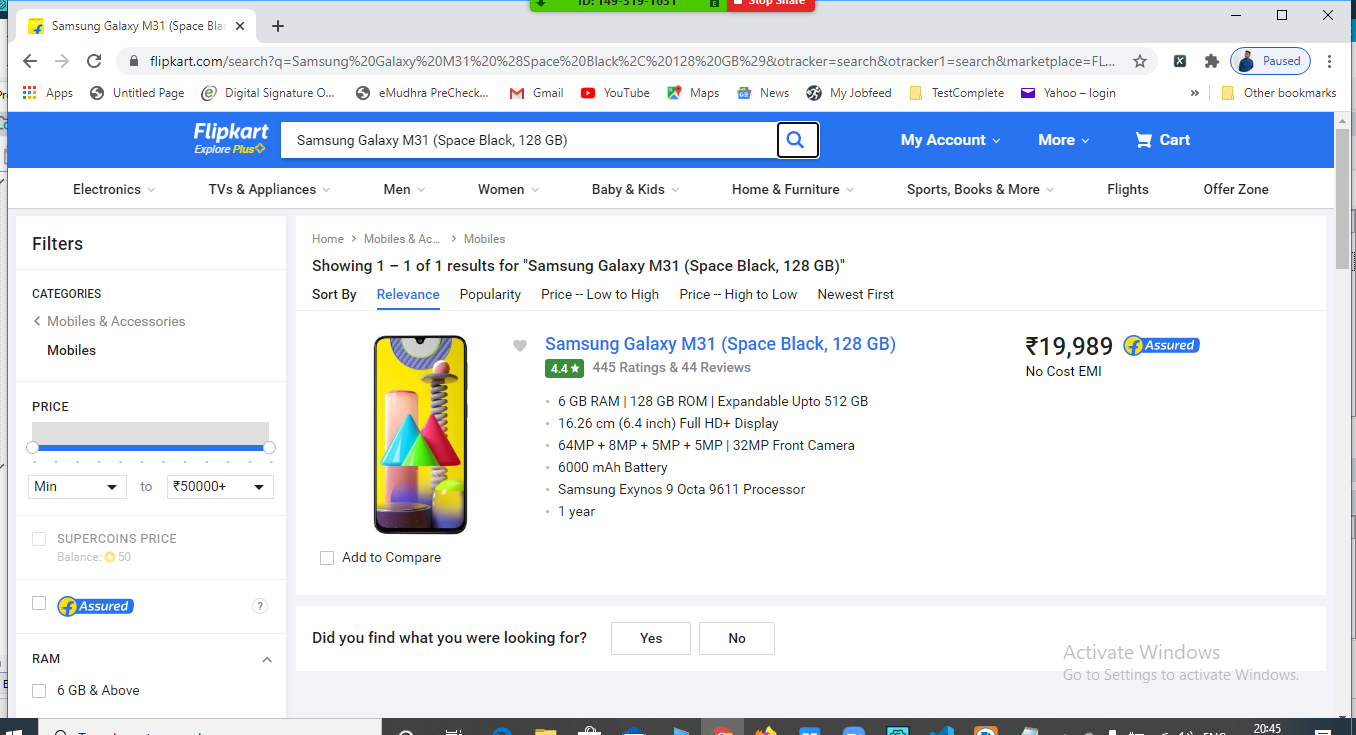 ID: 149-319-1631
Stop Share
Samsung Galaxy M31 (Space Blac
flipkart.com/search?q=Samsung%20Galaxy%20M31%20%28Space%20Black%2C%20128%20GB%29&otracker=search&otracker1=search&marketplace=FL...
Paused
Apps
Untitled Page
Digital Signature O...
eMudhra PreCheck...
Gmail
YouTube
Maps
News
My Jobfeed
TestComplete
Yahoo – login
»
Other bookmarks
Flipkart
Explore Plus
Samsung Galaxy M31 (Space Black, 128 GB)
My Account
More
Cart
Electronics
TVs & Appliances
Men
Women
Baby & Kids
Home & Furniture
Sports, Books & More
Flights
Offer Zone
Filters
CATEGORIES
Mobiles & Accessories
Mobiles
PRICE
Min
to
₹50000+
SUPERCOINS PRICE
Balance: 50
Assured
?
RAM
6 GB & Above
Home
Mobiles & Ac...
Mobiles
Showing 1 – 1 of 1 results for "Samsung Galaxy M31 (Space Black, 128 GB)"
Sort By
Relevance
Popularity
Price -- Low to High
Price -- High to Low
Newest First
Samsung Galaxy M31 (Space Black, 128 GB)
4.4 ★
445 Ratings & 44 Reviews
6 GB RAM | 128 GB ROM | Expandable Upto 512 GB
16.26 cm (6.4 inch) Full HD+ Display
64MP + 8MP + 5MP + 5MP | 32MP Front Camera
6000 mAh Battery
Samsung Exynos 9 Octa 9611 Processor
1 year
₹19,989
Assured
No Cost EMI
Add to Compare
Did you find what you were looking for?
Yes
No
Activate Windows
Go to Settings to activate Windows.
20:45